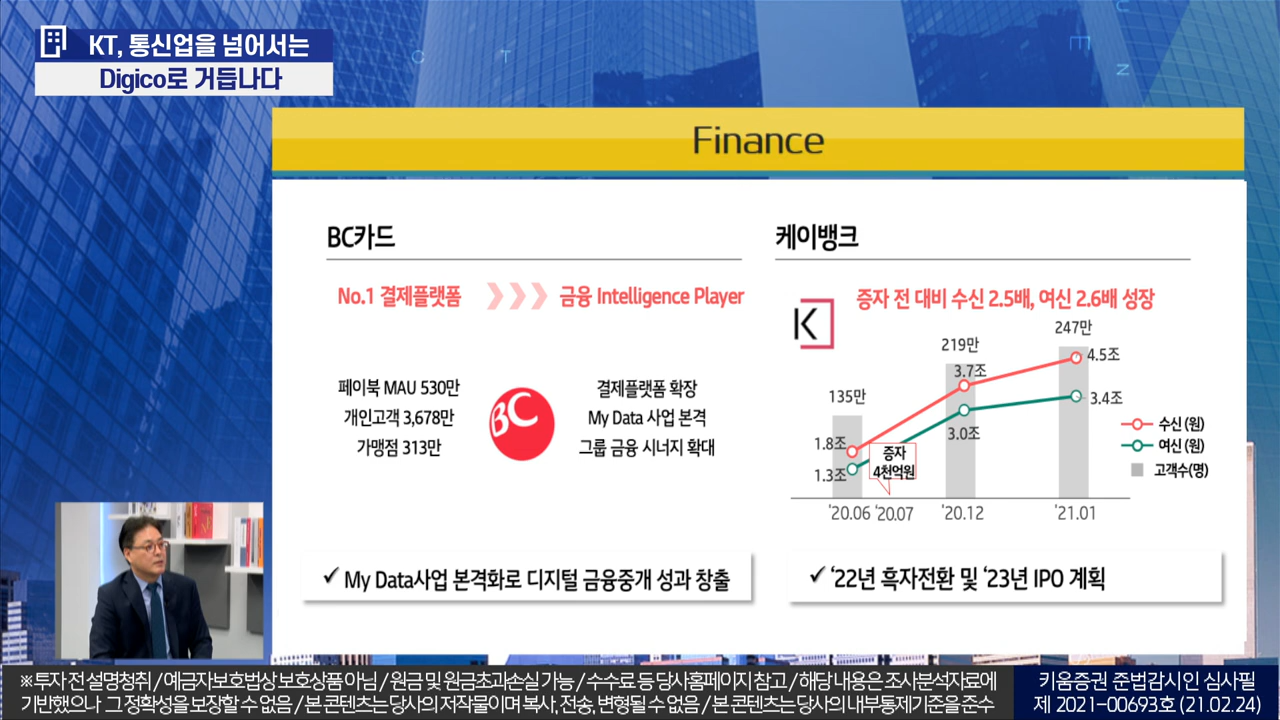 KT, 통신업을 넘어서는
Digico로 거듭나다
C T
E
U
N
Finance
BC카드
No.1 결제플랫폼
금융 Intelligence Player
페이북 MAU 530만
개인고객 3,678만
가맹점 313만
BC
결제플랫폼 확장
My Data 사업 본격
그룹 금융 시너지 확대
✓ My Data사업 본격화로 디지털 금융중개 성과 창출
케이뱅크
K
증자 전 대비 수신 2.5배, 여신 2.6배 성장
135만
219만
247만
1.8조
3.7조
4.5조
1.3조
3.0조
3.4조
증자
4천억원
수신 (원)
여신 (원)
고객수(명)
'20.06 '20.07 '20.12 '21.01
✓ '22년 흑자전환 및 '23년 IPO 계획
※ 투자 전 설명청취 / 예금자보호법상 보호상품 아님 / 원금 및 원금초과손실 가능 / 수수료 등 당사홈페이지 참고 / 해당 내용은 조사분석자료에
기반했으나 그 정확성을 보장할 수 없음 / 본 콘텐츠는 당사의 저작물이며 복사, 전송, 변형될 수 없음 / 본 콘텐츠는 당사의 내부통제기준을 준수
키움증권 준법감시인 심사필
제 2021-00693호 (21.02.24)